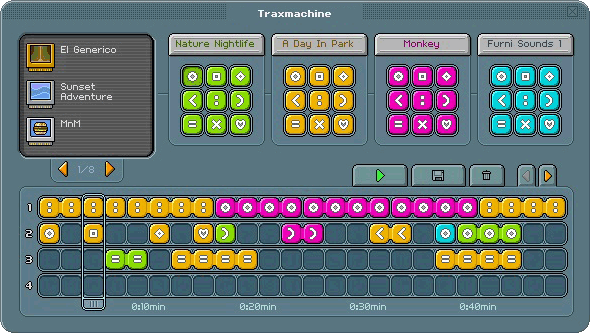 Traxmachine
El Generico
Sunset
Adventure
MnM
1/8
Nature Nightlife
A Day In Park
Monkey
Furni Sounds 1
1
2
3
4
0:10min
0:20min
0:30min
0:40min